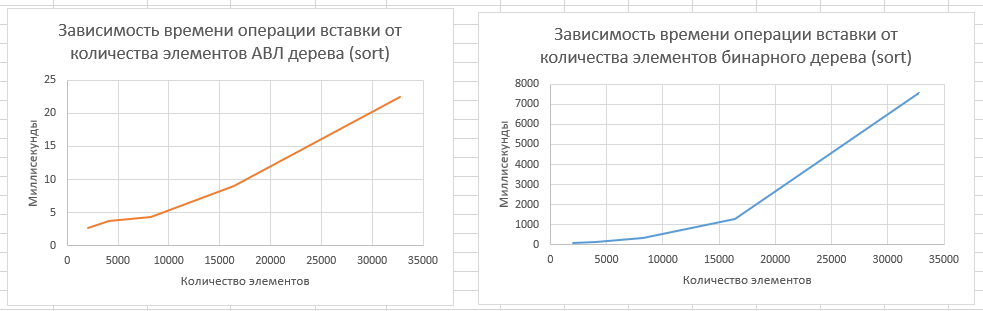 Зависимость времени операции вставки от
количества элементов АВЛ дерева (sort)
25
20
15
10
5
0
Миллисекунды
0 5000 10000 15000 20000 25000 30000 35000
Количество элементов
Зависимость времени операции вставки от
количества элементов бинарного дерева (sort)
8000
7000
6000
5000
4000
3000
2000
1000
0
Миллисекунды
0 5000 10000 15000 20000 25000 30000 35000
Количество элементов